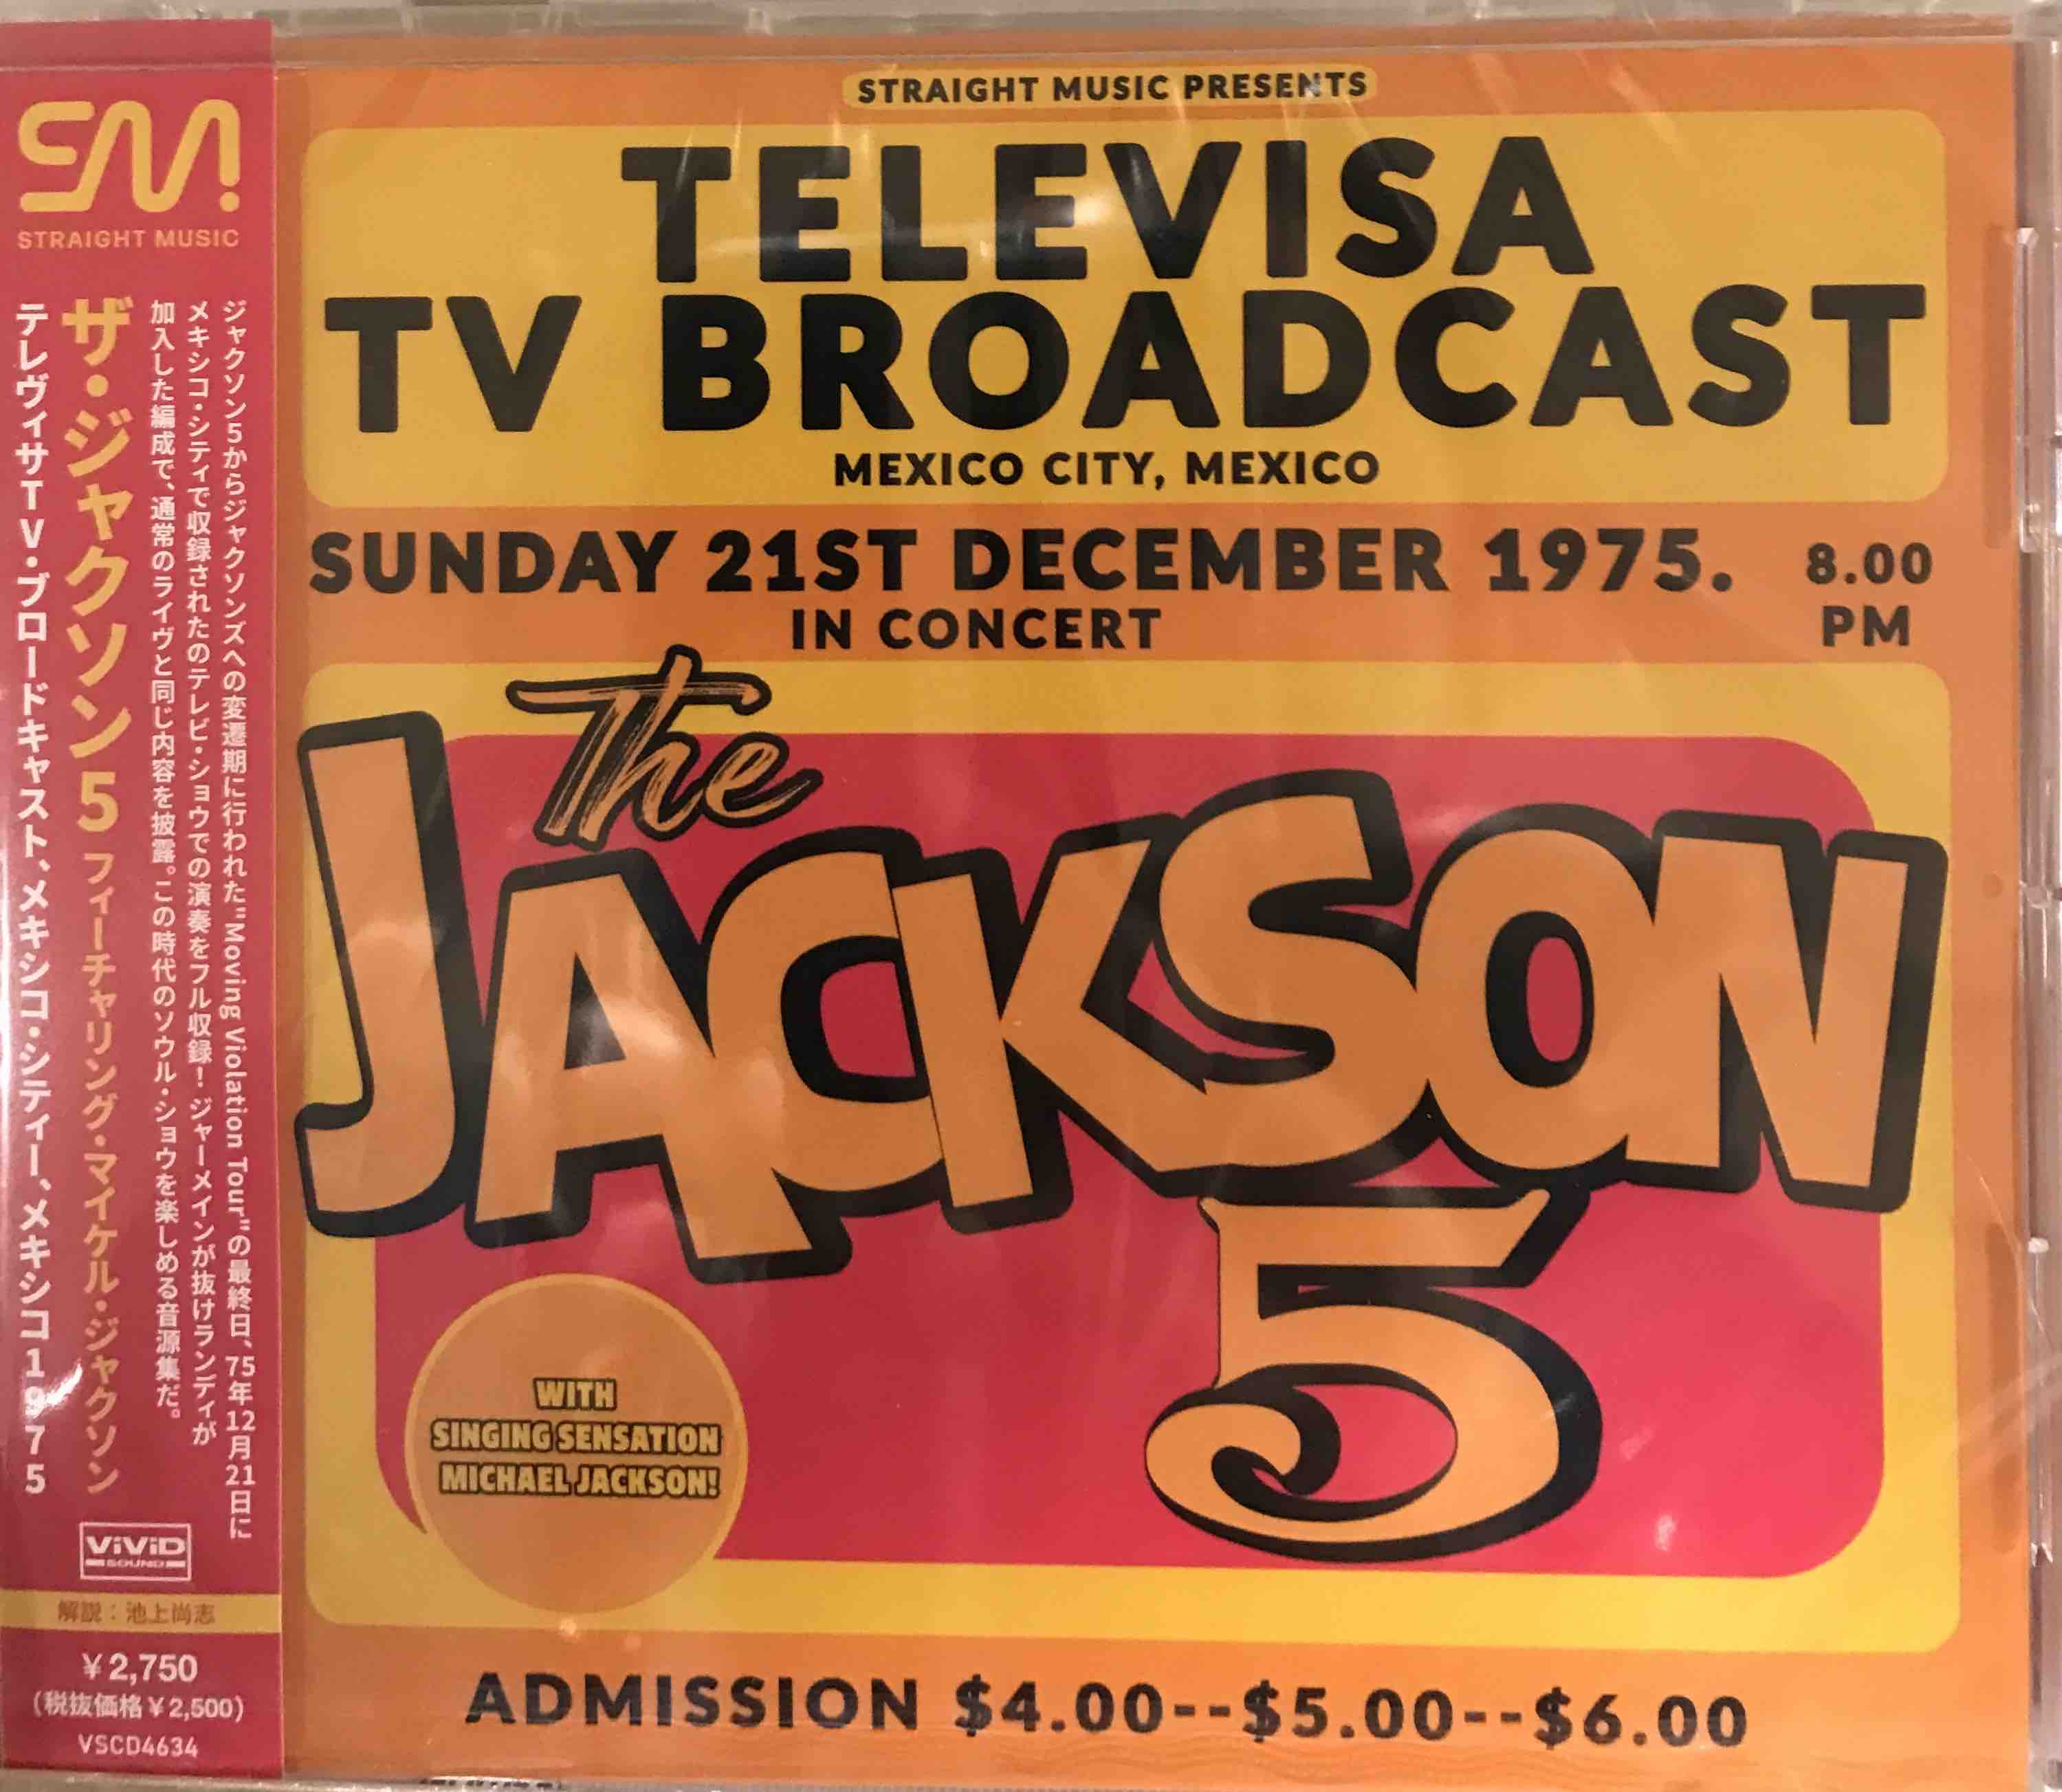 SM!
STRAIGHT MUSIC
ジャクソン5からジャクソンズへの変遷期に行われた"Moving Violation Tour"の最終日、75年12月21日に
メキシコ・シティで収録されたのテレビ・ショウでの演奏をフル収録!ジャーメインが抜けランディが
加入した編成で、通常のライヴと同じ内容を披露。この時代のソウル・ショウを楽しめる音源集だ。
ザ・ジャクソン5 フィーチャリング・マイケル・ジャクソン
テレヴィサTV・ブロードキャスト、メキシコ・シティー、メキシコ1975
ViViD
SOUND
解説：池上尚志
¥2,750
(税抜価格¥2,500)
VSCD4634
STRAIGHT MUSIC PRESENTS
TELEVISA
TV BROADCAST
MEXICO CITY, MEXICO
SUNDAY 21ST DECEMBER 1975. 8.00
IN CONCERT PM
The
JACKSON
5
WITH
SINGING SENSATION
MICHAEL JACKSON!
ADMISSION $4.00--$5.00--$6.00